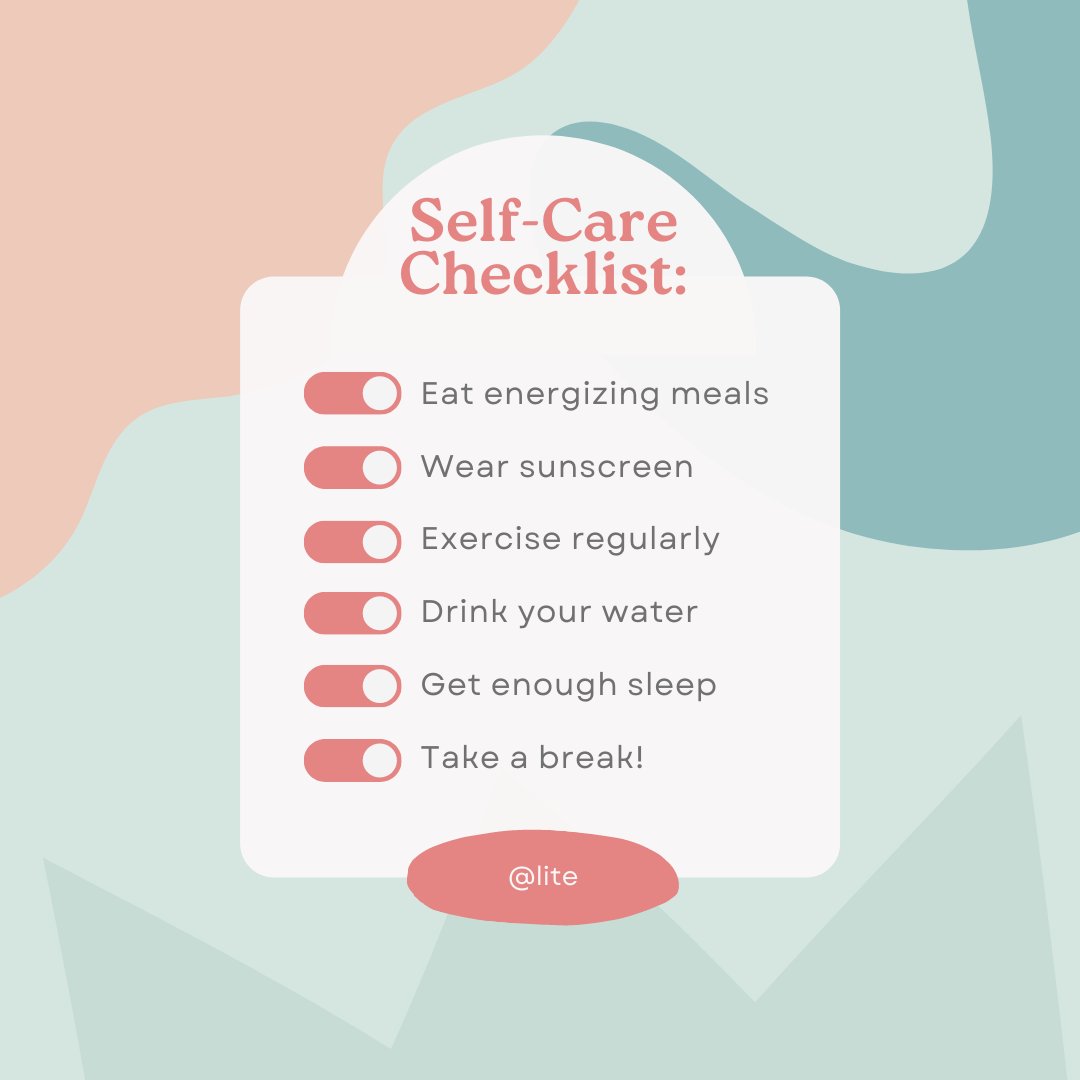 Self-Care
Checklist:
Eat energizing meals
Wear sunscreen
Exercise regularly
Drink your water
Get enough sleep
Take a break!
@lite